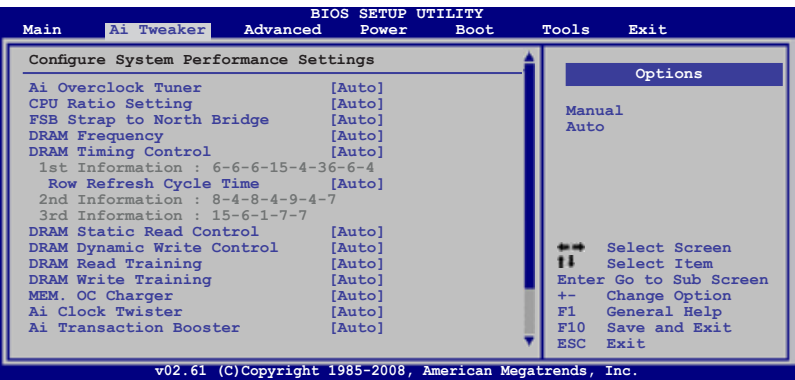 BIOS SETUP UTILITY
Main Ai Tweaker Advanced Power Boot Tools Exit
Configure System Performance Settings
Ai Overclock Tuner [Auto]
CPU Ratio Setting [Auto]
FSB Strap to North Bridge [Auto]
DRAM Frequency [Auto]
DRAM Timing Control [Auto]
1st Information : 6-6-6-15-4-36-6-4
Row Refresh Cycle Time [Auto]
2nd Information : 8-4-8-4-9-4-7
3rd Information : 15-6-1-7-7
DRAM Static Read Control [Auto]
DRAM Dynamic Write Control [Auto]
DRAM Read Training [Auto]
DRAM Write Training [Auto]
MEM. OC Charger [Auto]
Ai Clock Twister [Auto]
Ai Transaction Booster [Auto]
Options
Manual
Auto
Select Screen
Select Item
Enter Go to Sub Screen
+- Change Option
F1 General Help
F10 Save and Exit
ESC Exit
v02.61 (C)Copyright 1985-2008, American Megatrends, Inc.